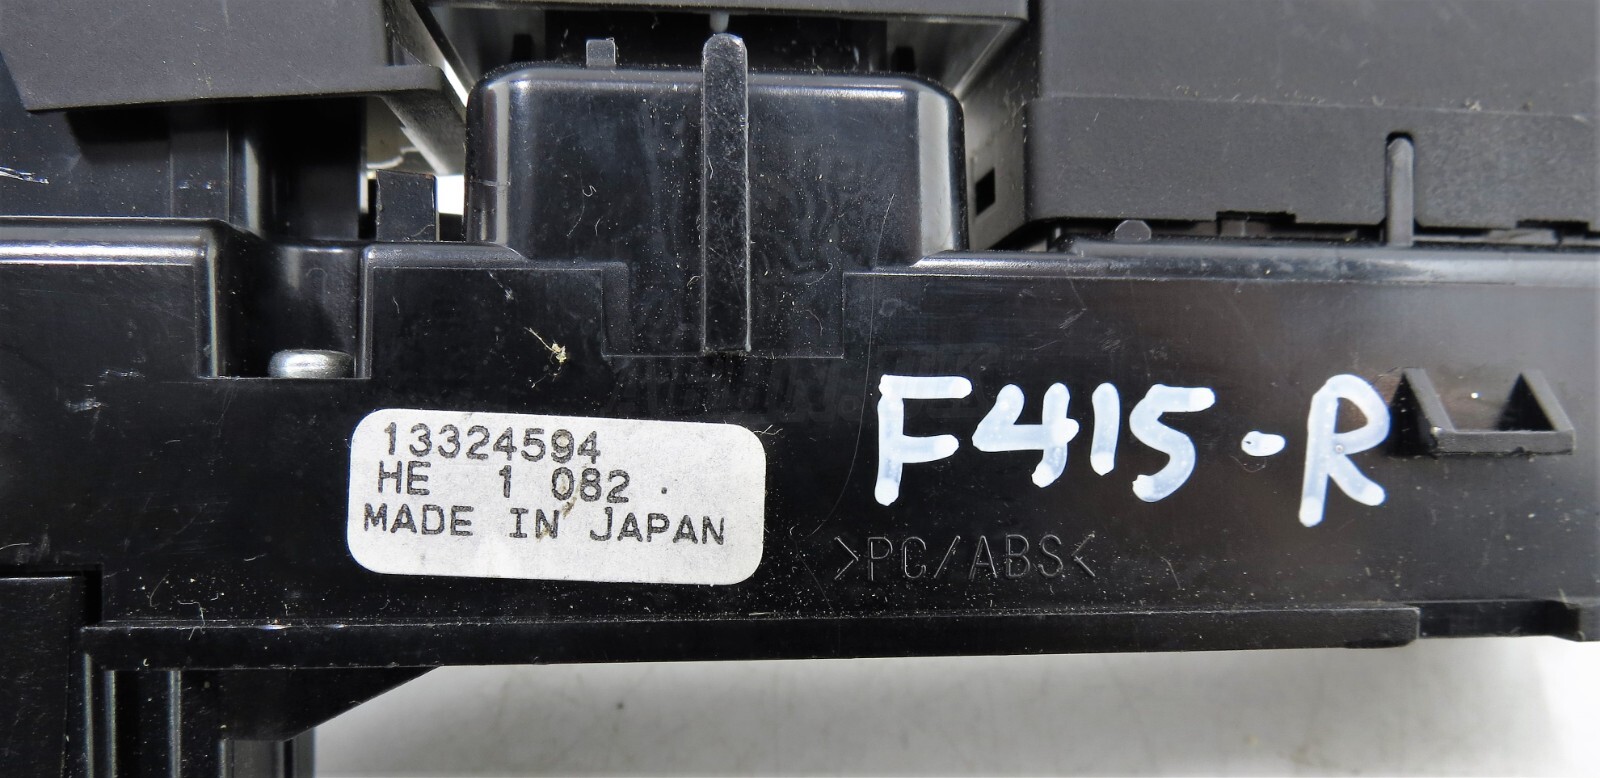 13324594
HE 1 082
MADE IN JAPAN
F415-R
>PC/ABS<